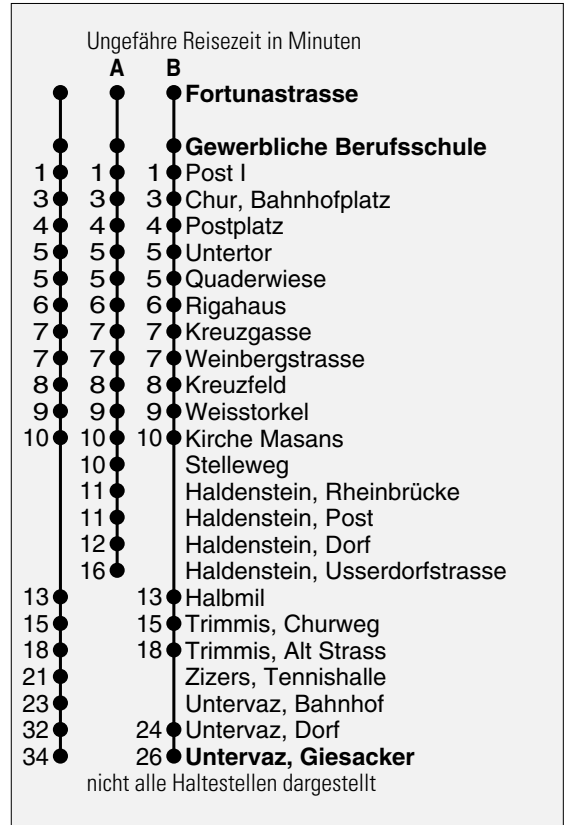 Ungefähre Reisezeit in Minuten
A B
Fortunastrasse
Gewerbliche Berufsschule
1 1 1 Post I
3 3 3 Chur, Bahnhofplatz
4 4 4 Postplatz
5 5 5 Untertor
5 5 5 Quaderwiese
6 6 6 Rigahaus
7 7 7 Kreuzgasse
7 7 7 Weinbergstrasse
8 8 8 Kreuzfeld
9 9 9 Weisstorkel
10 10 10 Kirche Masans
10 Stelleweg
11 Haldenstein, Rheinbrücke
11 Haldenstein, Post
12 Haldenstein, Dorf
16 Haldenstein, Usserdorfstrasse
13 13 Halbmil
15 15 Trimmis, Churweg
18 18 Trimmis, Alt Strass
21 Zizers, Tennishalle
23 Untervaz, Bahnhof
32 24 Untervaz, Dorf
34 26 Untervaz, Giesacker
nicht alle Haltestellen dargestellt